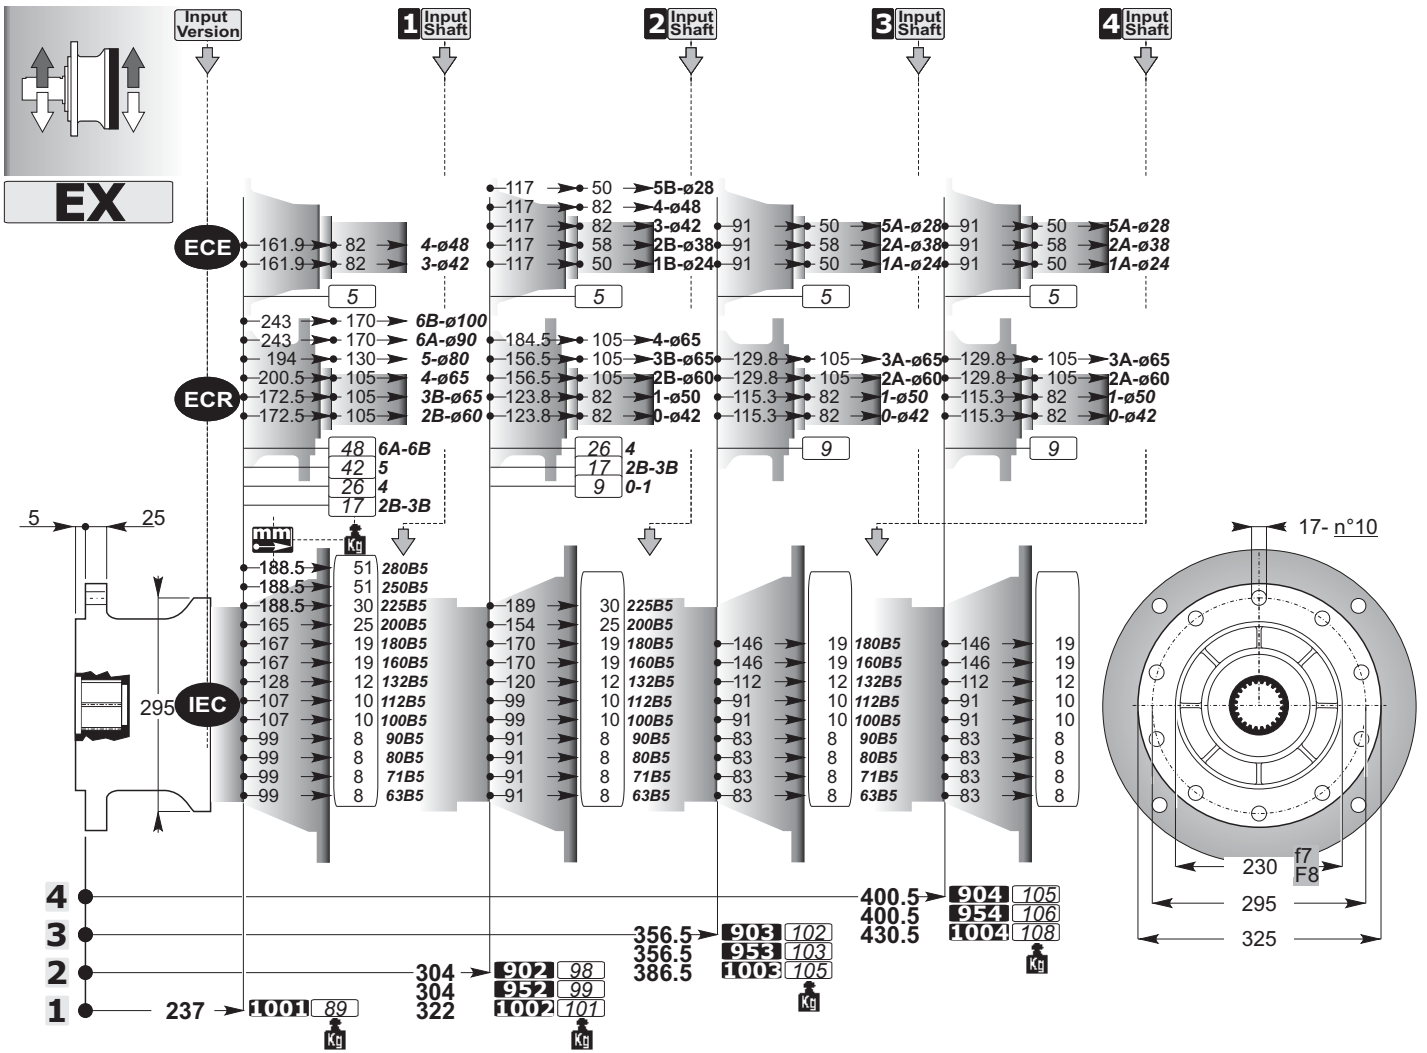 Input Version
1 Input Shaft
2 Input Shaft
3 Input Shaft
4 Input Shaft
EX
ECE
161.9 82 4-ø48
161.9 82 3-ø42
5
117 50 5B-ø28
117 82 4-ø48
117 82 3-ø42
117 58 2B-ø38
117 50 1B-ø24
5
91 50 5A-ø28
91 58 2A-ø38
91 50 1A-ø24
5
91 50 5A-ø28
91 58 2A-ø38
91 50 1A-ø24
5
ECR
243 170 6B-ø100
243 170 6A-ø90
194 130 5-ø80
200.5 105 4-ø65
172.5 105 3B-ø65
172.5 105 2B-ø60
48 6A-6B
42 5
26 4
17 2B-3B
184.5 105 4-ø65
156.5 105 3B-ø65
156.5 105 2B-ø60
123.8 82 1-ø50
123.8 82 0-ø42
26 4
17 2B-3B
9 0-1
129.8 105 3A-ø65
129.8 105 2A-ø60
115.3 82 1-ø50
115.3 82 0-ø42
9
129.8 105 3A-ø65
129.8 105 2A-ø60
115.3 82 1-ø50
115.3 82 0-ø42
9
5 25
295
mm
Kg
IEC
188.5 51 280B5
188.5 51 250B5
188.5 30 225B5
165 25 200B5
167 19 180B5
167 19 160B5
128 12 132B5
107 10 112B5
107 10 100B5
99 8 90B5
99 8 80B5
99 8 71B5
99 8 63B5
189 30 225B5
154 25 200B5
170 19 180B5
170 19 160B5
120 12 132B5
99 10 112B5
99 10 100B5
91 8 90B5
91 8 80B5
91 8 71B5
91 8 63B5
146 19 180B5
146 19 160B5
112 12 132B5
91 10 112B5
91 10 100B5
83 8 90B5
83 8 80B5
83 8 71B5
83 8 63B5
146 19
146 19
112 12
91 10
91 10
83 8
83 8
83 8
83 8
17- n°10
230 f7 F8
295
325
4
400.5 904 105
400.5 954 106
430.5 1004 108
Kg
3
356.5 903 102
356.5 953 103
386.5 1003 105
Kg
2
304 902 98
304 952 99
322 1002 101
Kg
1
237 1001 89
Kg